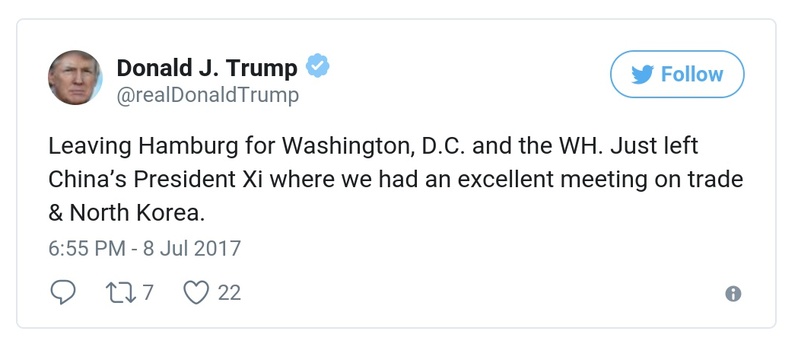 Donald J. Trump
Follow
@realDonaldTrump
Leaving Hamburg for Washington, D.C. and the WH. Just left
China’s President Xi where we had an excellent meeting on trade
& North Korea.
6:55 PM - 8 Jul 2017
7 22